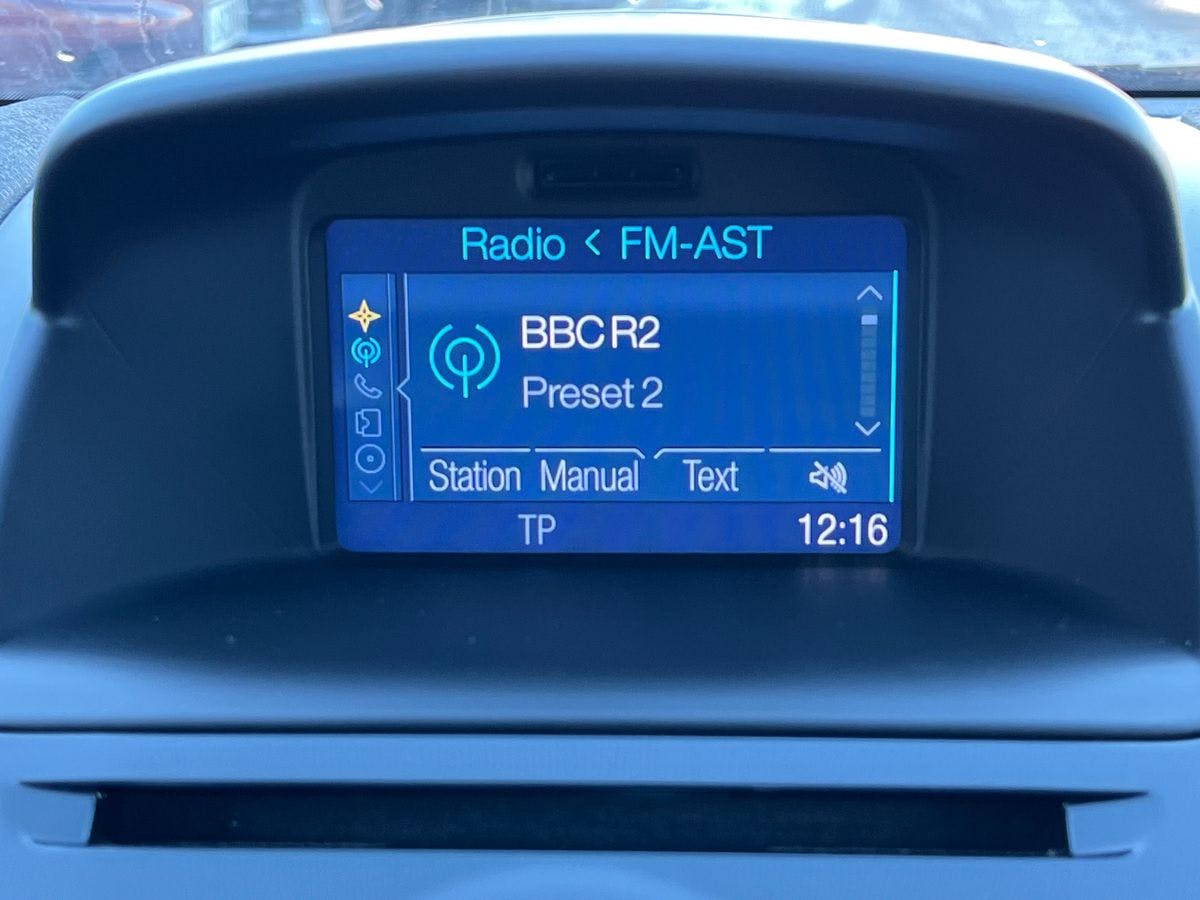 Radio < FM-AST
BBC R2
Preset 2
Station Manual Text
TP 12:16